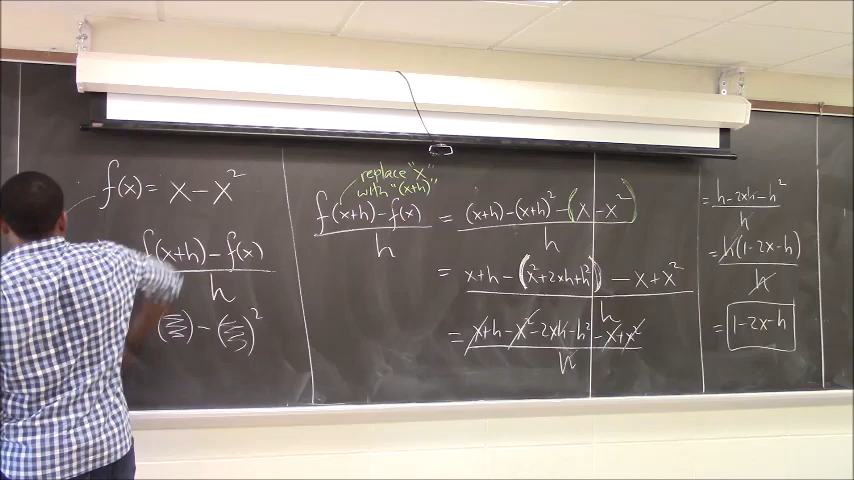 f(x) = x - x²
f(x+h) - f(x)
h
( ) - ( )²
replace "x"
with "(x+h)"
f(x+h) - f(x)
h
= (x+h) - (x+h)² - (x - x²)
h
= x+h - (x²+2xh+h²) - x + x²
h
= x+h - x² - 2xh - h² - x + x²
h
= h - 2xh - h²
h
= h(1 - 2x - h)
h
= 1 - 2x - h